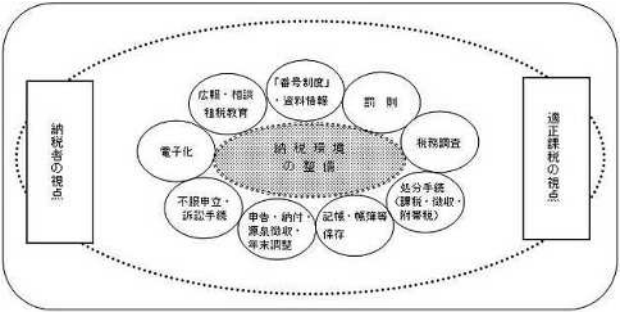 納税者の視点
「番号制度」
・資料情報
広報・相談
租税教育
罰則
電子化
納税環境
の整備
税務調査
不服申立・
訴訟手続
申告・納付・
源泉徴収・
年末調整
記帳・帳簿等
保存
処分手続
(課税・徴収・
附帯税)
適正課税の視点